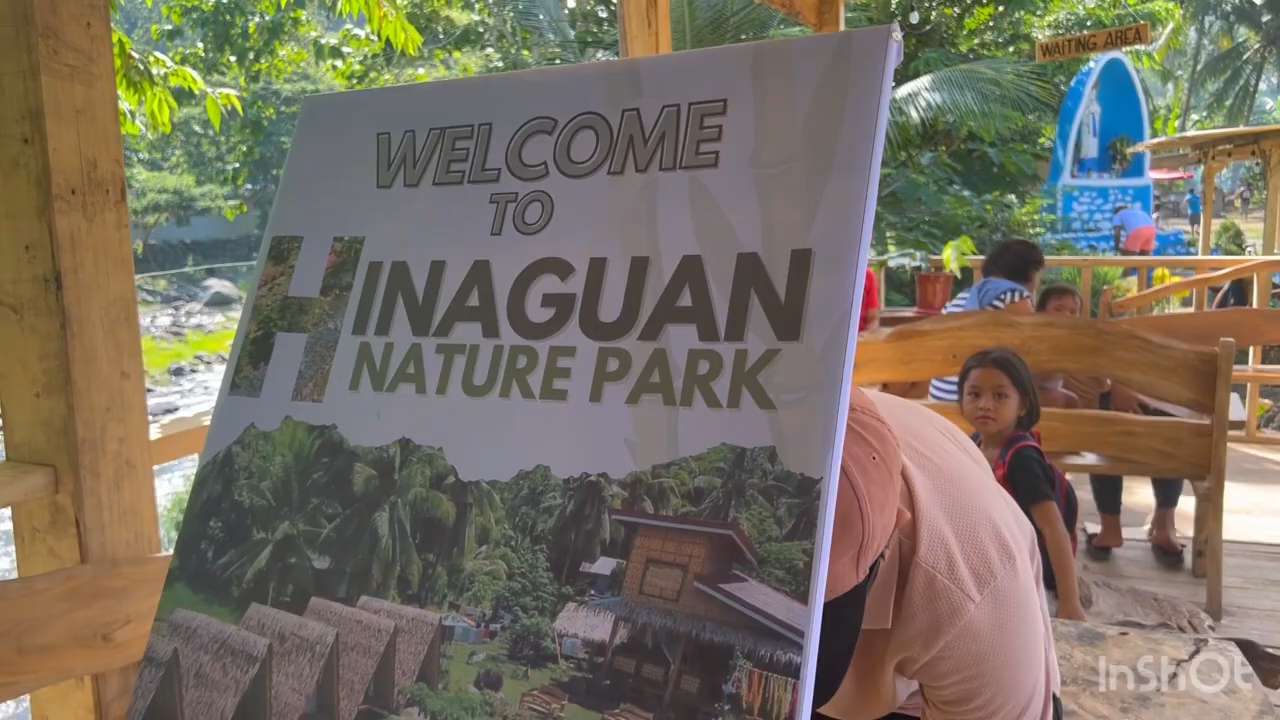 WAITING AREA
WELCOME
TO
HINAGUAN
NATURE PARK
InShOt